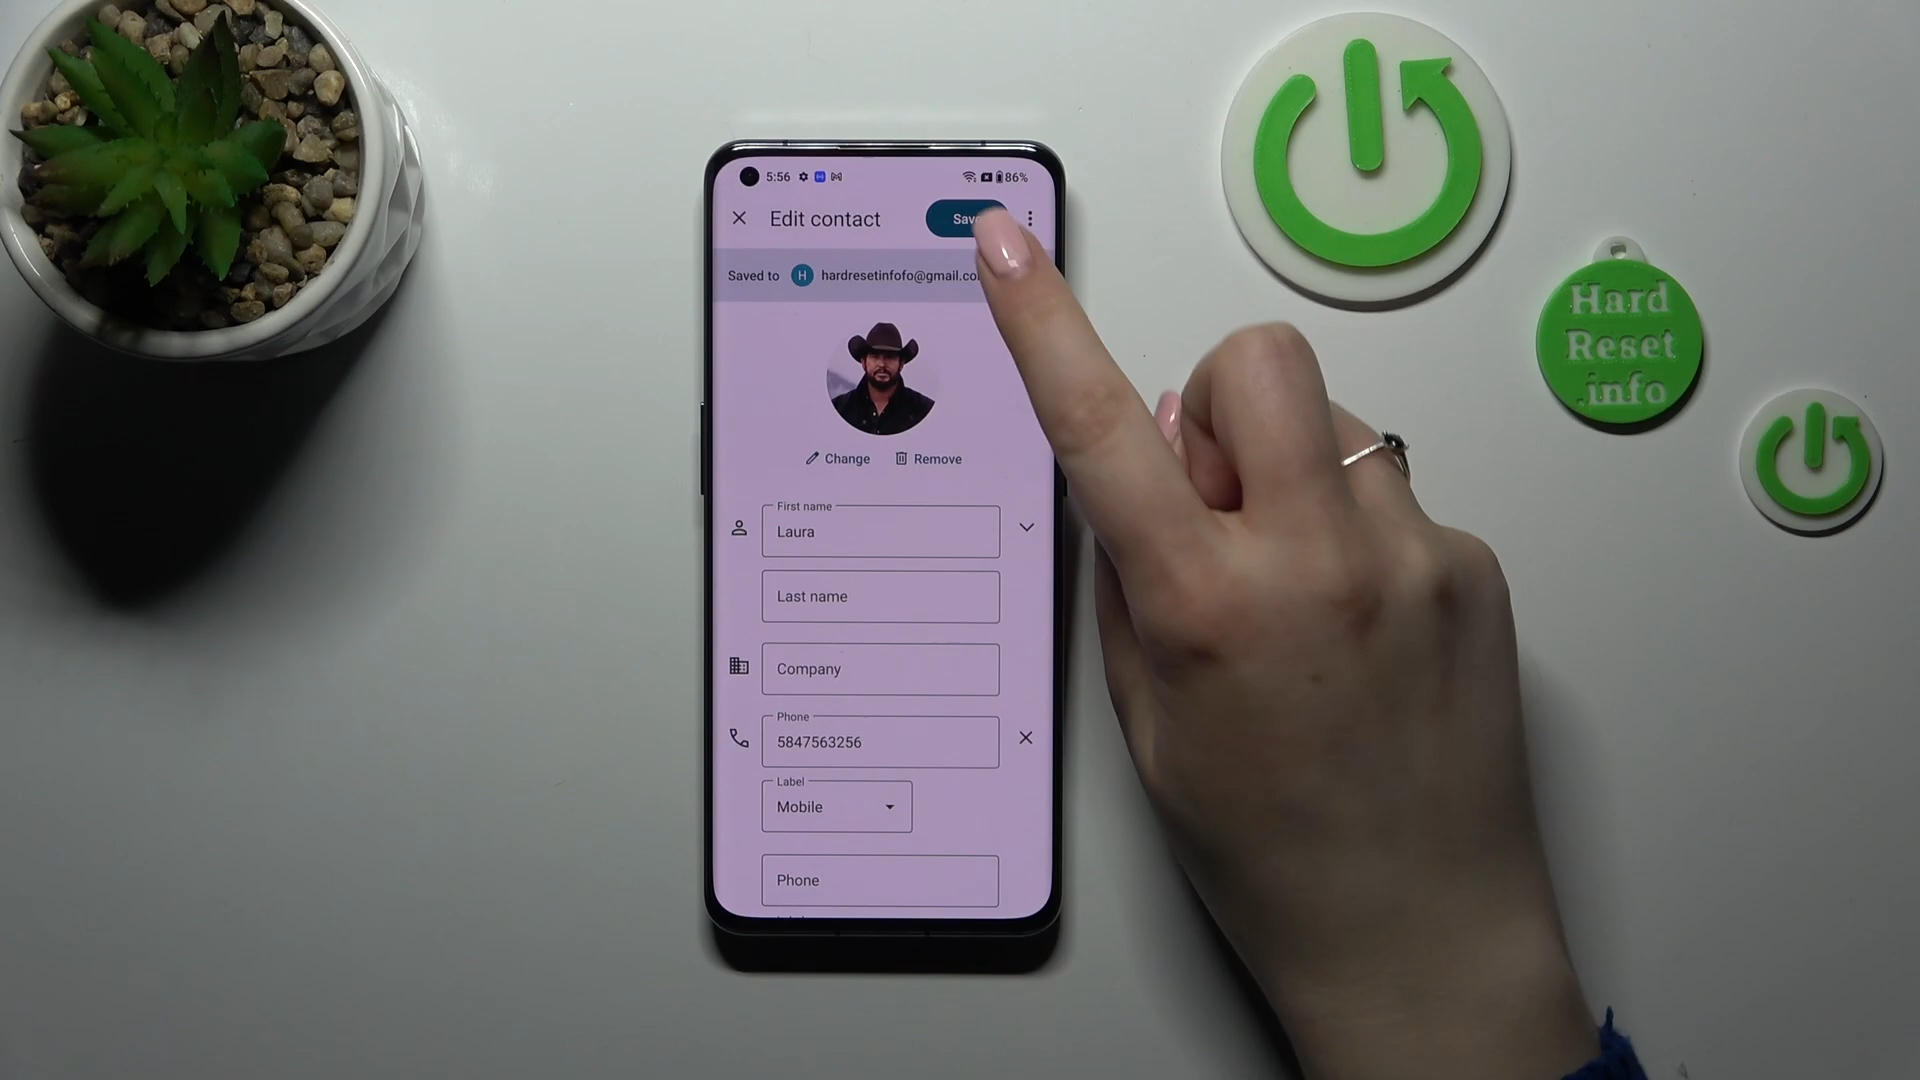 5:56
86%
Edit contact
Save
Saved to
H
hardresetinfofo@gmail.co
Change
Remove
First name
Laura
Last name
Company
Phone
5847563256
Label
Mobile
Phone
Hard
Reset
.info